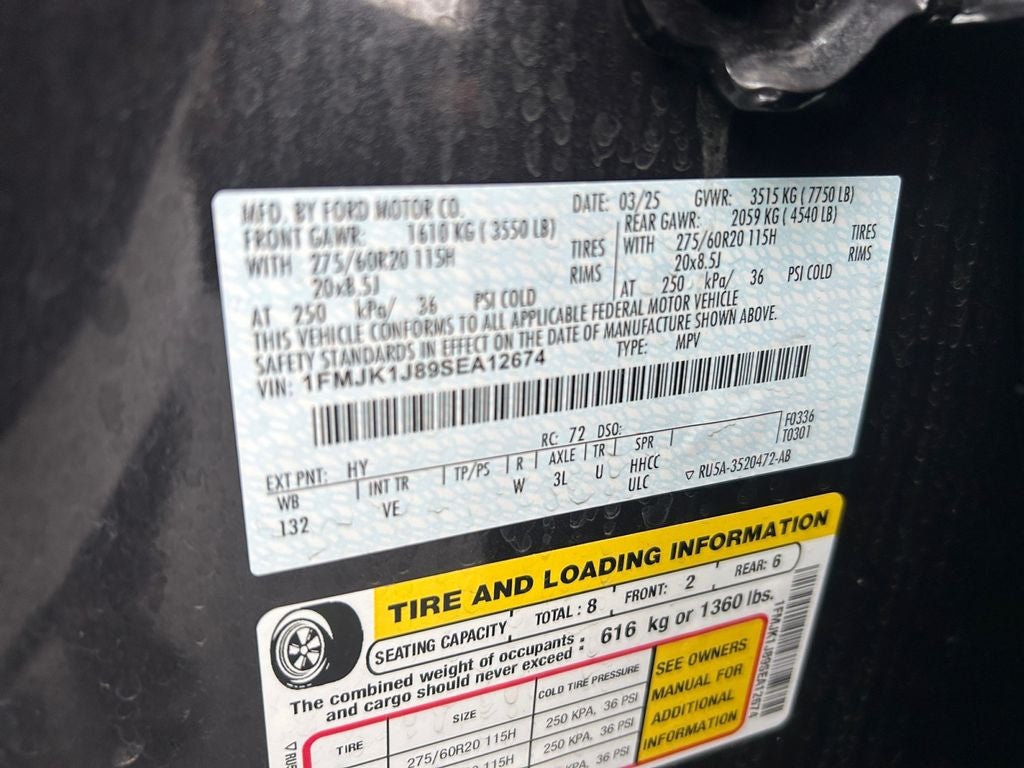 MFD. BY FORD MOTOR CO. DATE: 03/25 GVWR: 3515 KG ( 7750 LB)
FRONT GAWR: 1610 KG ( 3550 LB) REAR GAWR: 2059 KG ( 4540 LB)
WITH 275/60R20 115H TIRES WITH 275/60R20 115H TIRES
20x8.5J RIMS 20x8.5J RIMS
AT 250 kPa/ 36 PSI COLD AT 250 kPa/ 36 PSI COLD
THIS VEHICLE CONFORMS TO ALL APPLICABLE FEDERAL MOTOR VEHICLE
SAFETY STANDARDS IN EFFECT ON THE DATE OF MANUFACTURE SHOWN ABOVE.
VIN: 1FMJK1J89SEA12674 TYPE: MPV
EXT PNT: HY RC: 72 DSO: F0336
WB INT TR TP/PS R AXLE TR SPR T0301
132 VE W 3L U HHCC ▽ RU5A-3520472-AB
ULC
TIRE AND LOADING INFORMATION
SEATING CAPACITY TOTAL : 8 FRONT: 2 REAR: 6
The combined weight of occupants and cargo should never exceed : 616 kg or 1360 lbs.
TIRE SIZE COLD TIRE PRESSURE
275/60R20 115H 250 KPA, 36 PSI
115H 250 KPA, 36 PSI
36 PSI
SEE OWNERS
MANUAL FOR
ADDITIONAL
INFORMATION
1FMJK1J89SEA12674